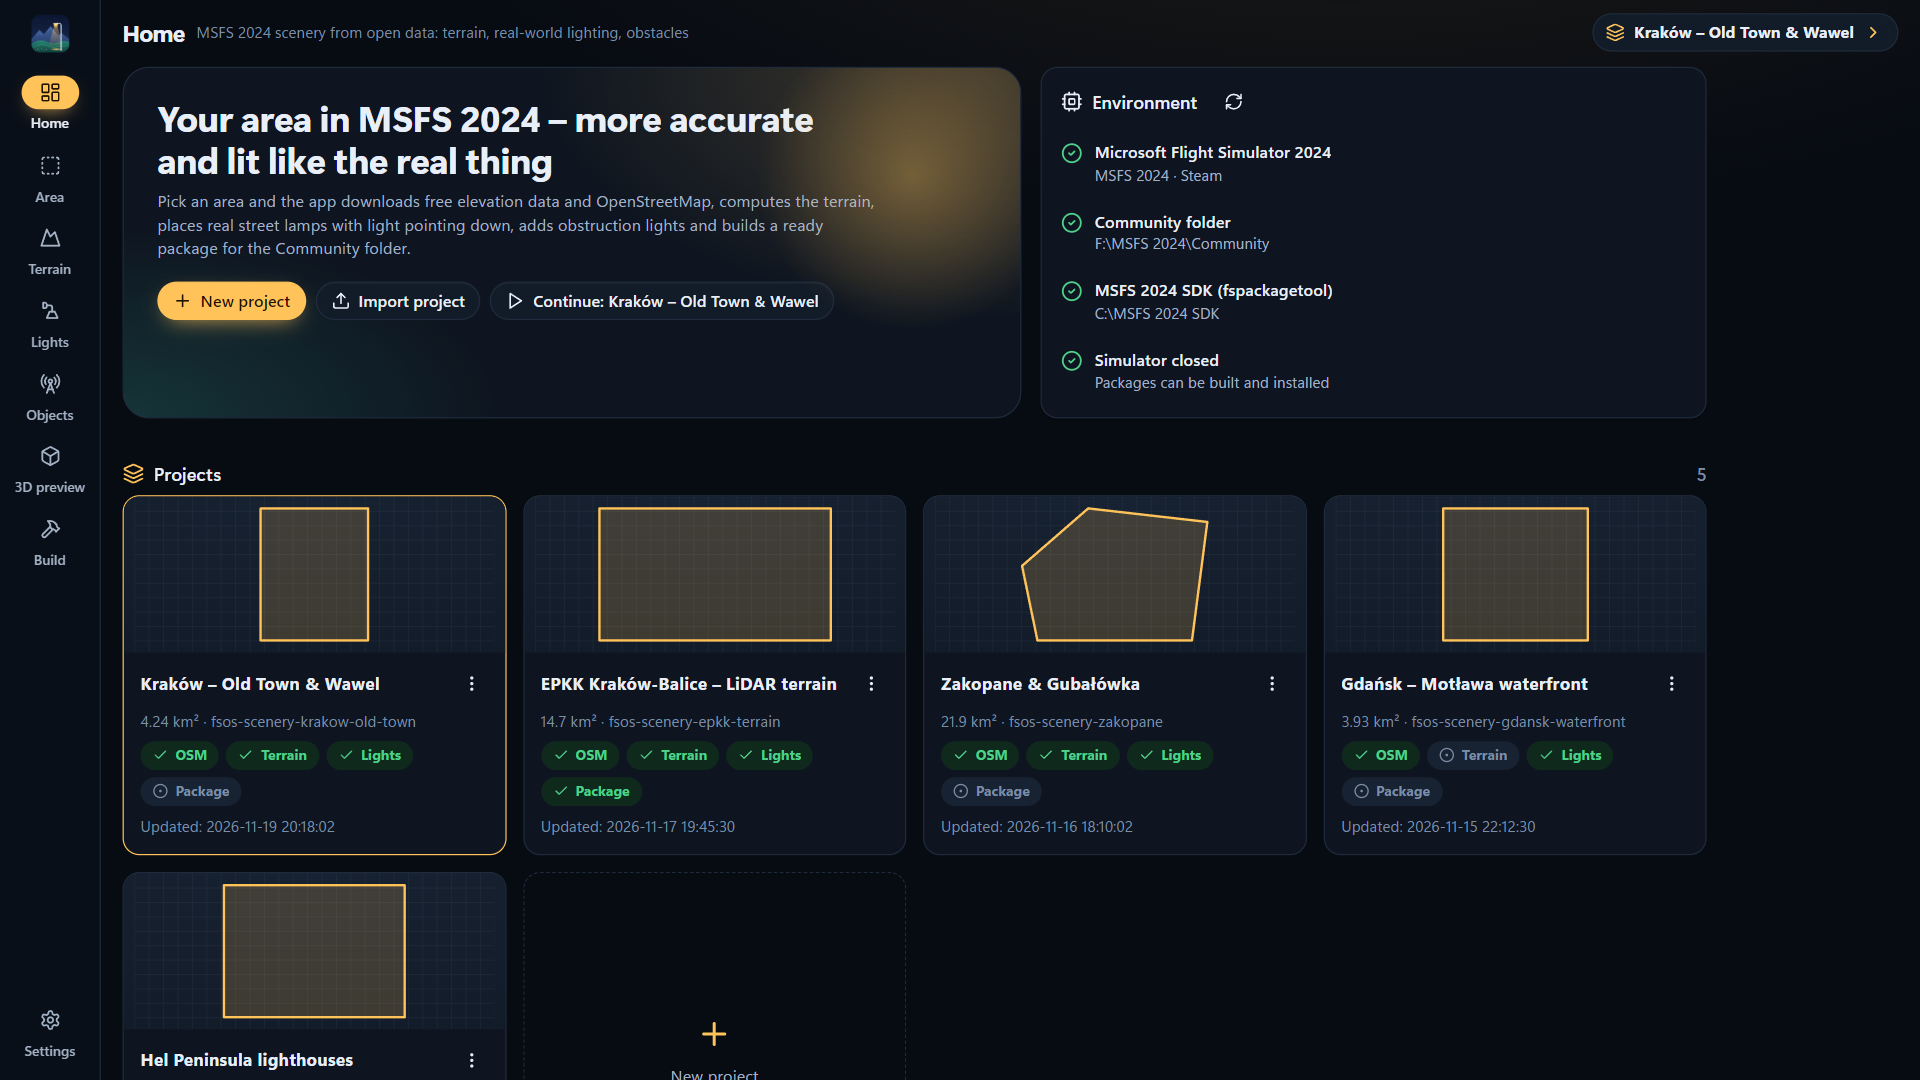 Home
MSFS 2024 scenery from open data: terrain, real-world lighting, obstacles
Kraków – Old Town & Wawel
Home
Area
Terrain
Lights
Objects
3D preview
Build
Settings
Your area in MSFS 2024 – more accurate
and lit like the real thing
Pick an area and the app downloads free elevation data and OpenStreetMap, computes the terrain,
places real street lamps with light pointing down, adds obstruction lights and builds a ready
package for the Community folder.
New project
Import project
Continue: Kraków – Old Town & Wawel
Environment
Microsoft Flight Simulator 2024
MSFS 2024 · Steam
Community folder
F:\MSFS 2024\Community
MSFS 2024 SDK (fspackagetool)
C:\MSFS 2024 SDK
Simulator closed
Packages can be built and installed
Projects
5
Kraków – Old Town & Wawel
4.24 km² · fsos-scenery-krakow-old-town
OSM
Terrain
Lights
Package
Updated: 2026-11-19 20:18:02
EPKK Kraków-Balice – LiDAR terrain
14.7 km² · fsos-scenery-epkk-terrain
OSM
Terrain
Lights
Package
Updated: 2026-11-17 19:45:30
Zakopane & Gubałówka
21.9 km² · fsos-scenery-zakopane
OSM
Terrain
Lights
Package
Updated: 2026-11-16 18:10:02
Gdańsk – Motława waterfront
3.93 km² · fsos-scenery-gdansk-waterfront
OSM
Terrain
Lights
Package
Updated: 2026-11-15 22:12:30
Hel Peninsula lighthouses
New project